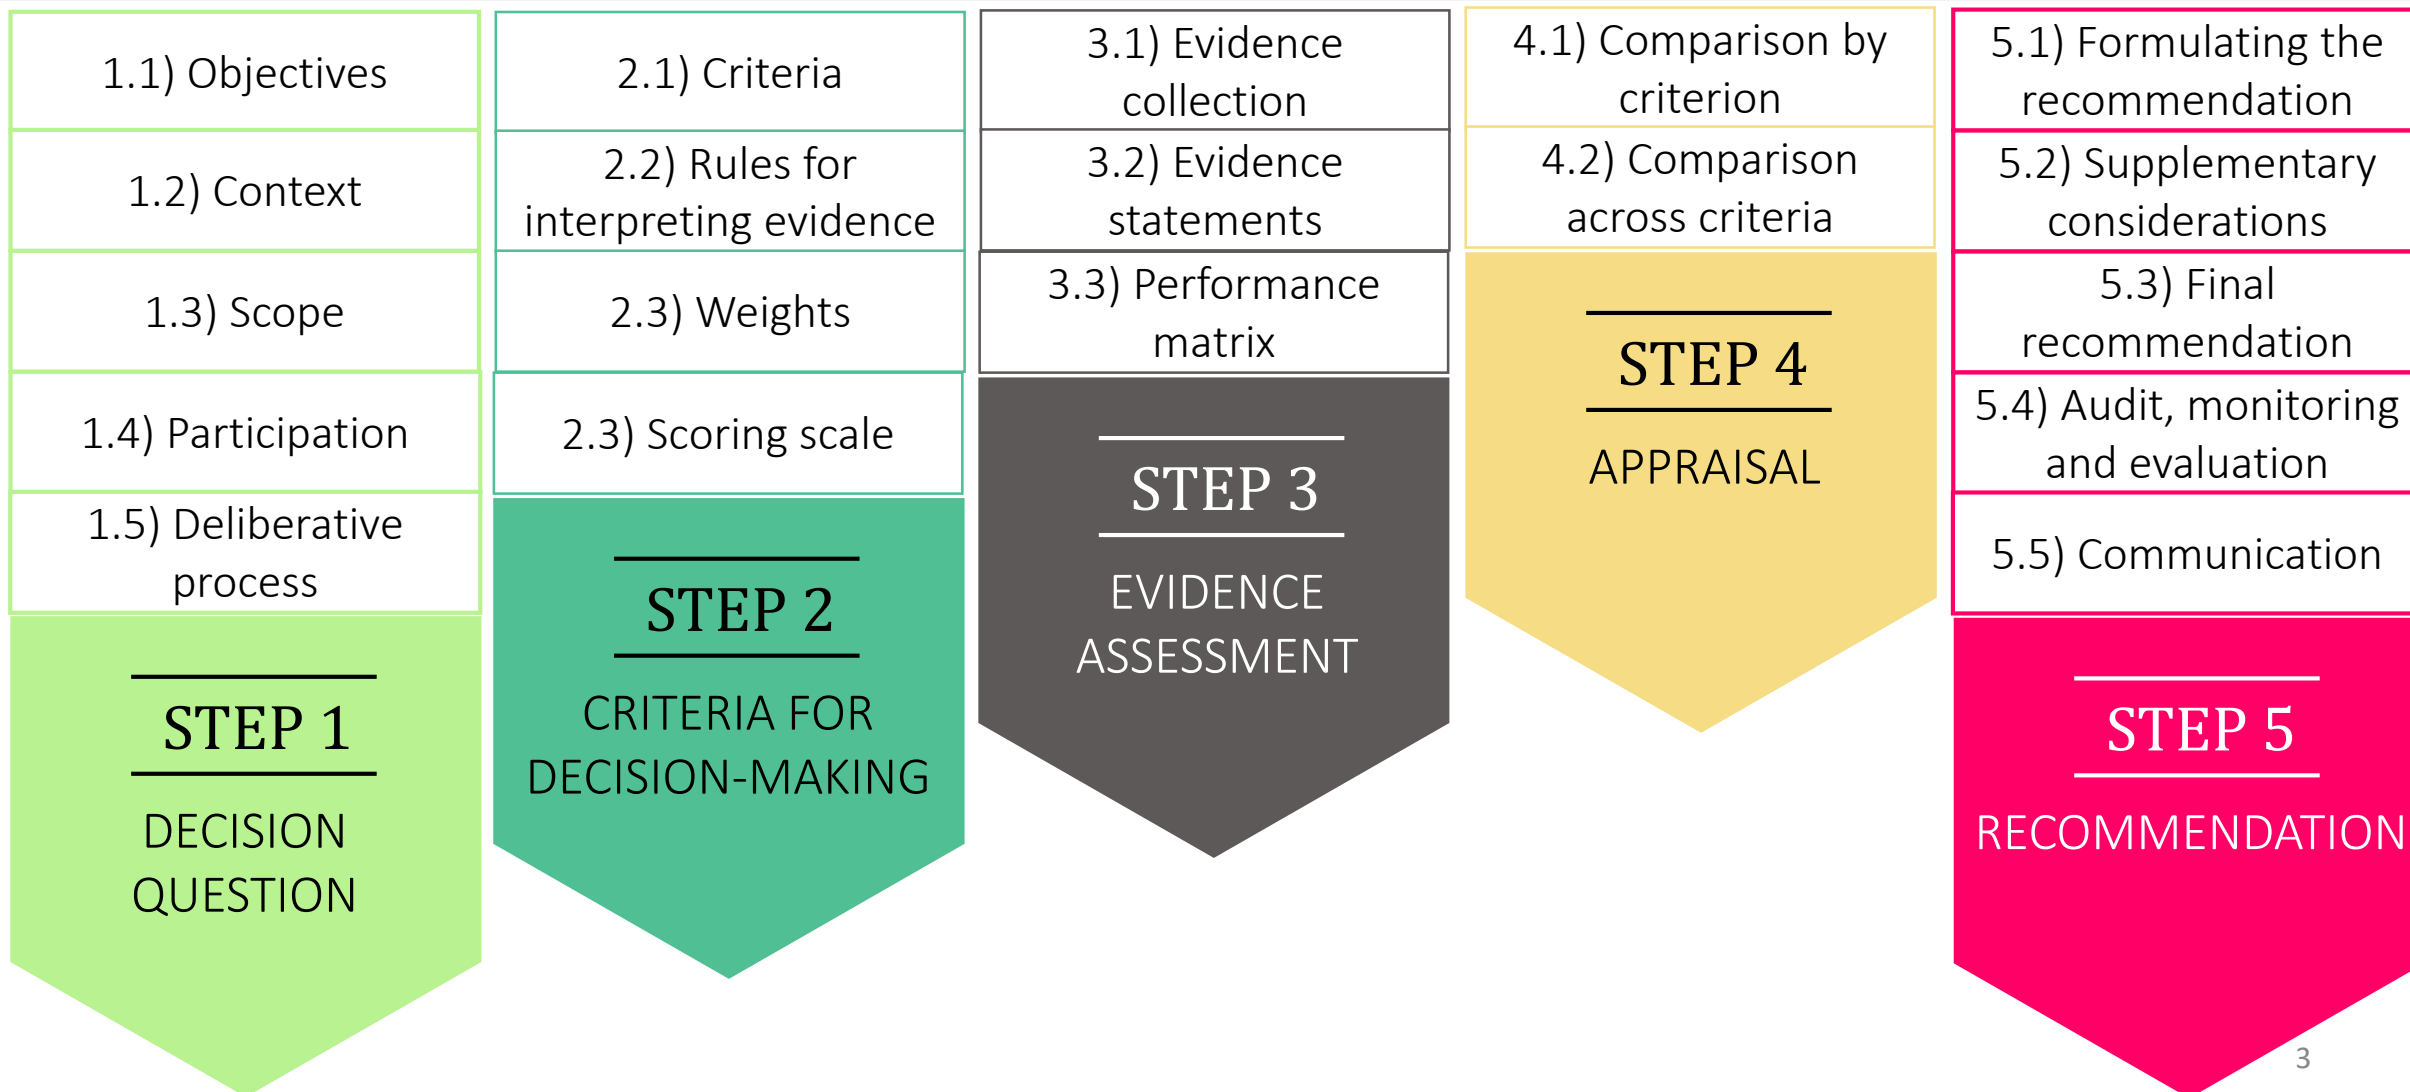 1.1) Objectives
1.2) Context
1.3) Scope
1.4) Participation
1.5) Deliberative
process
STEP 1
DECISION
QUESTION
2.1) Criteria
2.2) Rules for
interpreting evidence
2.3) Weights
2.3) Scoring scale
STEP 2
CRITERIA FOR
DECISION-MAKING
3.1) Evidence
collection
3.2) Evidence
statements
3.3) Performance
matrix
STEP 3
EVIDENCE
ASSESSMENT
4.1) Comparison by
criterion
4.2) Comparison
across criteria
STEP 4
APPRAISAL
5.1) Formulating the
recommendation
5.2) Supplementary
considerations
5.3) Final
recommendation
5.4) Audit, monitoring
and evaluation
5.5) Communication
STEP 5
RECOMMENDATION
3